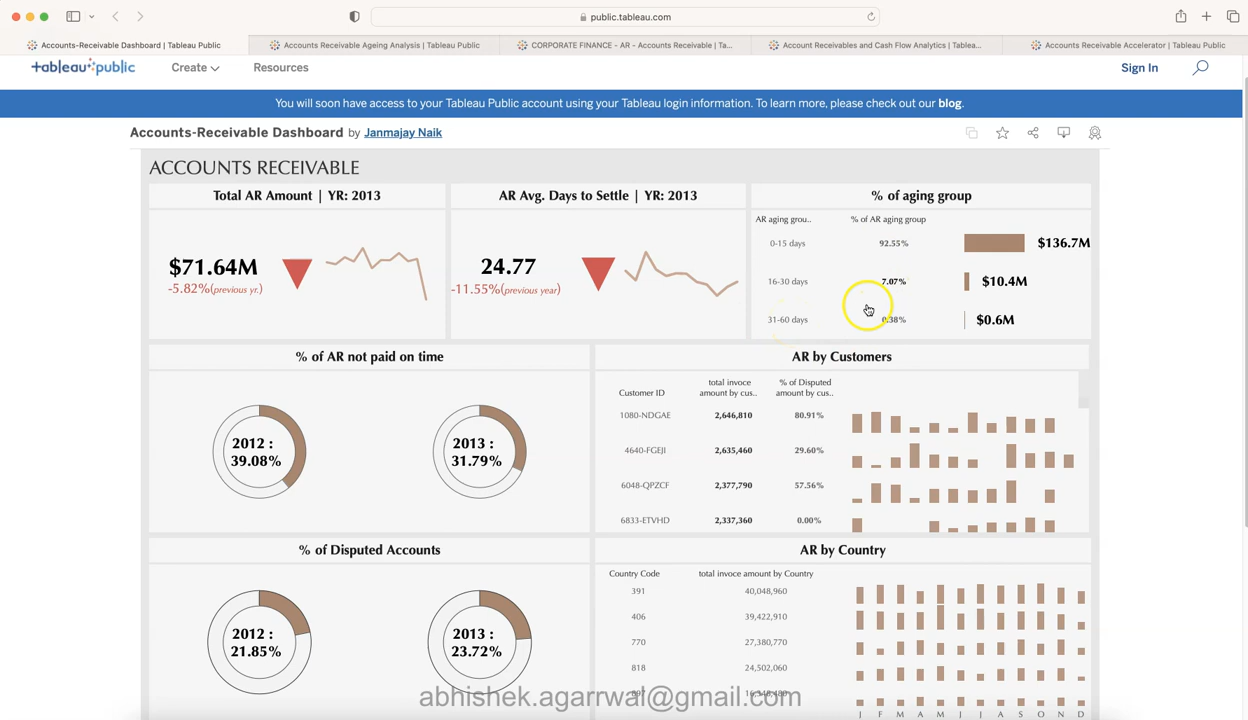 public.tableau.com
Accounts-Receivable Dashboard | Tableau Public
Accounts Receivable Ageing Analysis | Tableau Public
CORPORATE FINANCE - AR - Accounts Receivable | Ta...
Account Receivables and Cash Flow Analytics | Tablea...
Accounts Receivable Accelerator | Tableau Public
+ableau+public
Create
Resources
Sign In
You will soon have access to your Tableau Public account using your Tableau login information. To learn more, please check out our blog.
Accounts-Receivable Dashboard by Janmajay Naik
ACCOUNTS RECEIVABLE
Total AR Amount | YR: 2013
$71.64M
-5.82%(previous yr.)
AR Avg. Days to Settle | YR: 2013
24.77
-11.55%(previous year)
% of aging group
AR aging grou.. % of AR aging group
0-15 days 92.55% $136.7M
16-30 days 7.07% $10.4M
31-60 days 0.38% $0.6M
% of AR not paid on time
2012 :
39.08%
2013 :
31.79%
AR by Customers
Customer ID
total invoce
amount by cus..
% of Disputed
amount by cus..
1080-NDGAE 2,646,810 80.91%
4640-FGEJI 2,635,460 29.60%
6048-QPZCF 2,377,790 57.56%
6833-ETVHD 2,337,360 0.00%
% of Disputed Accounts
2012 :
21.85%
2013 :
23.72%
AR by Country
Country Code total invoice amount by Country
391 40,048,960
406 39,422,910
770 27,380,770
818 24,502,060
J F M A M J J A S O N D
abhishek.agarrwal@gmail.com